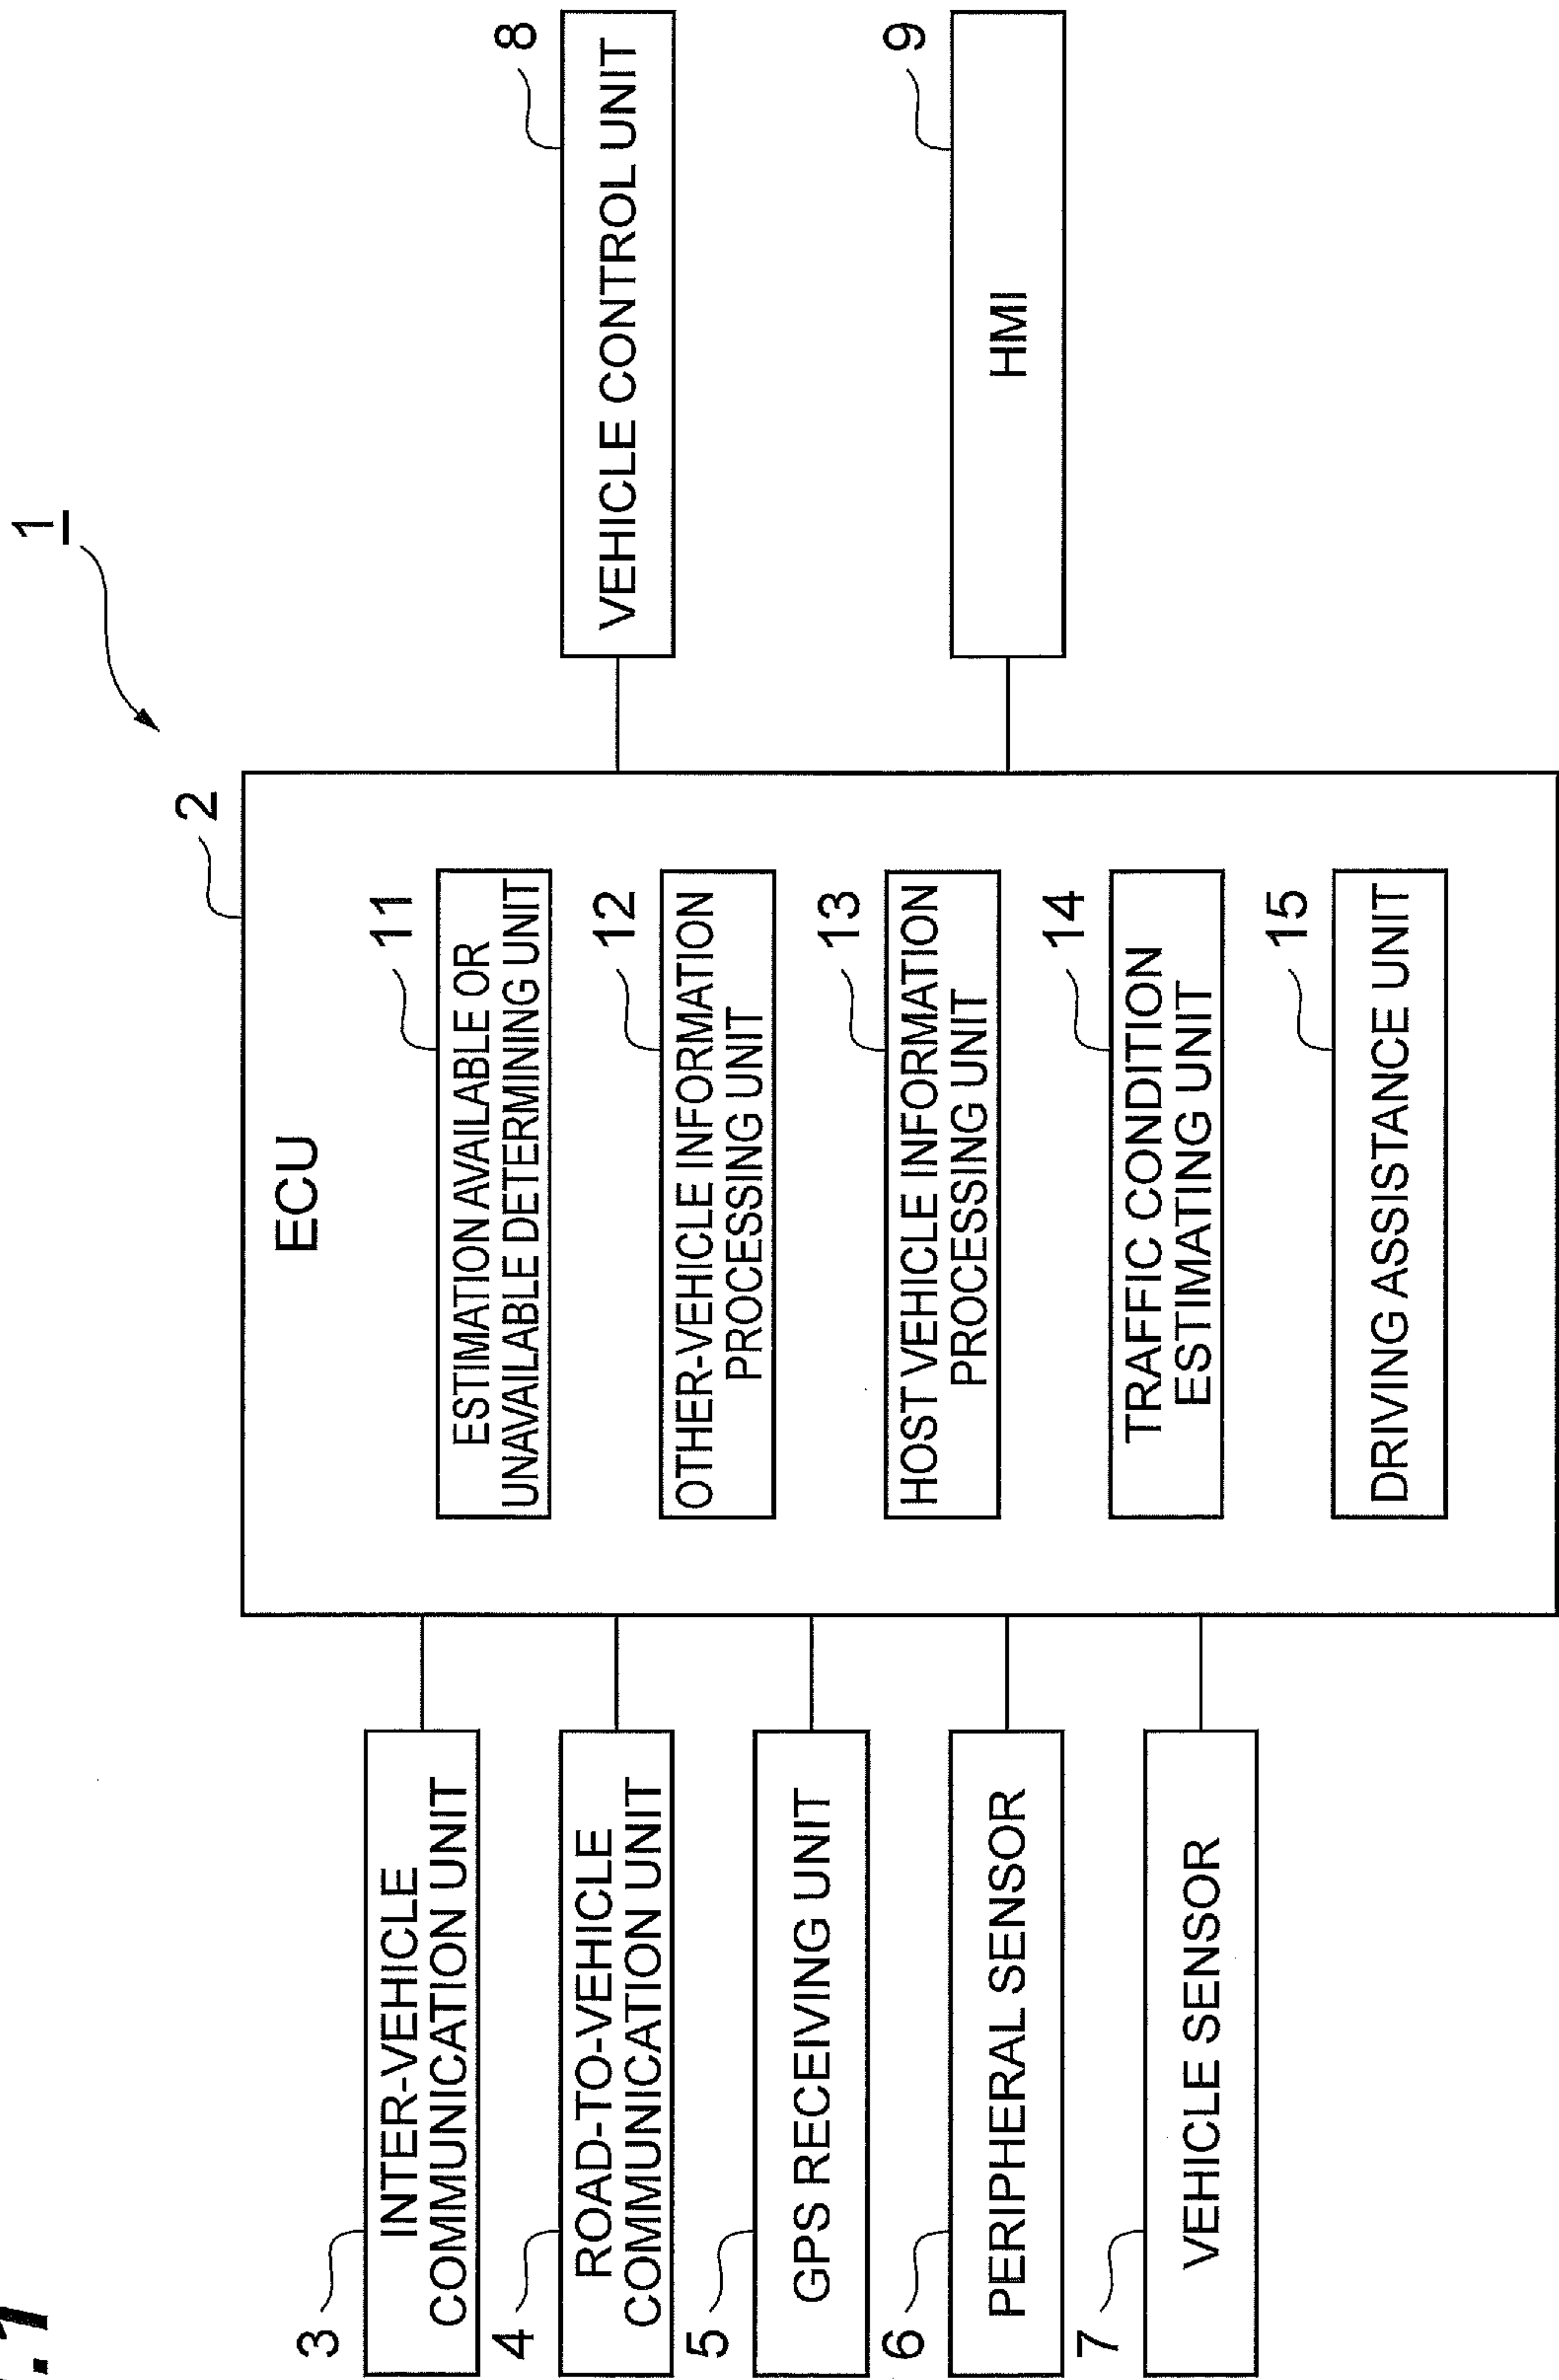 .1
1
2
ECU
3
INTER-VEHICLE
COMMUNICATION UNIT
4
ROAD-TO-VEHICLE
COMMUNICATION UNIT
5
GPS RECEIVING UNIT
6
PERIPHERAL SENSOR
7
VEHICLE SENSOR
11
ESTIMATION AVAILABLE OR
UNAVAILABLE DETERMINING UNIT
12
OTHER-VEHICLE INFORMATION
PROCESSING UNIT
13
HOST VEHICLE INFORMATION
PROCESSING UNIT
14
TRAFFIC CONDITION
ESTIMATING UNIT
15
DRIVING ASSISTANCE UNIT
8
VEHICLE CONTROL UNIT
9
HMI